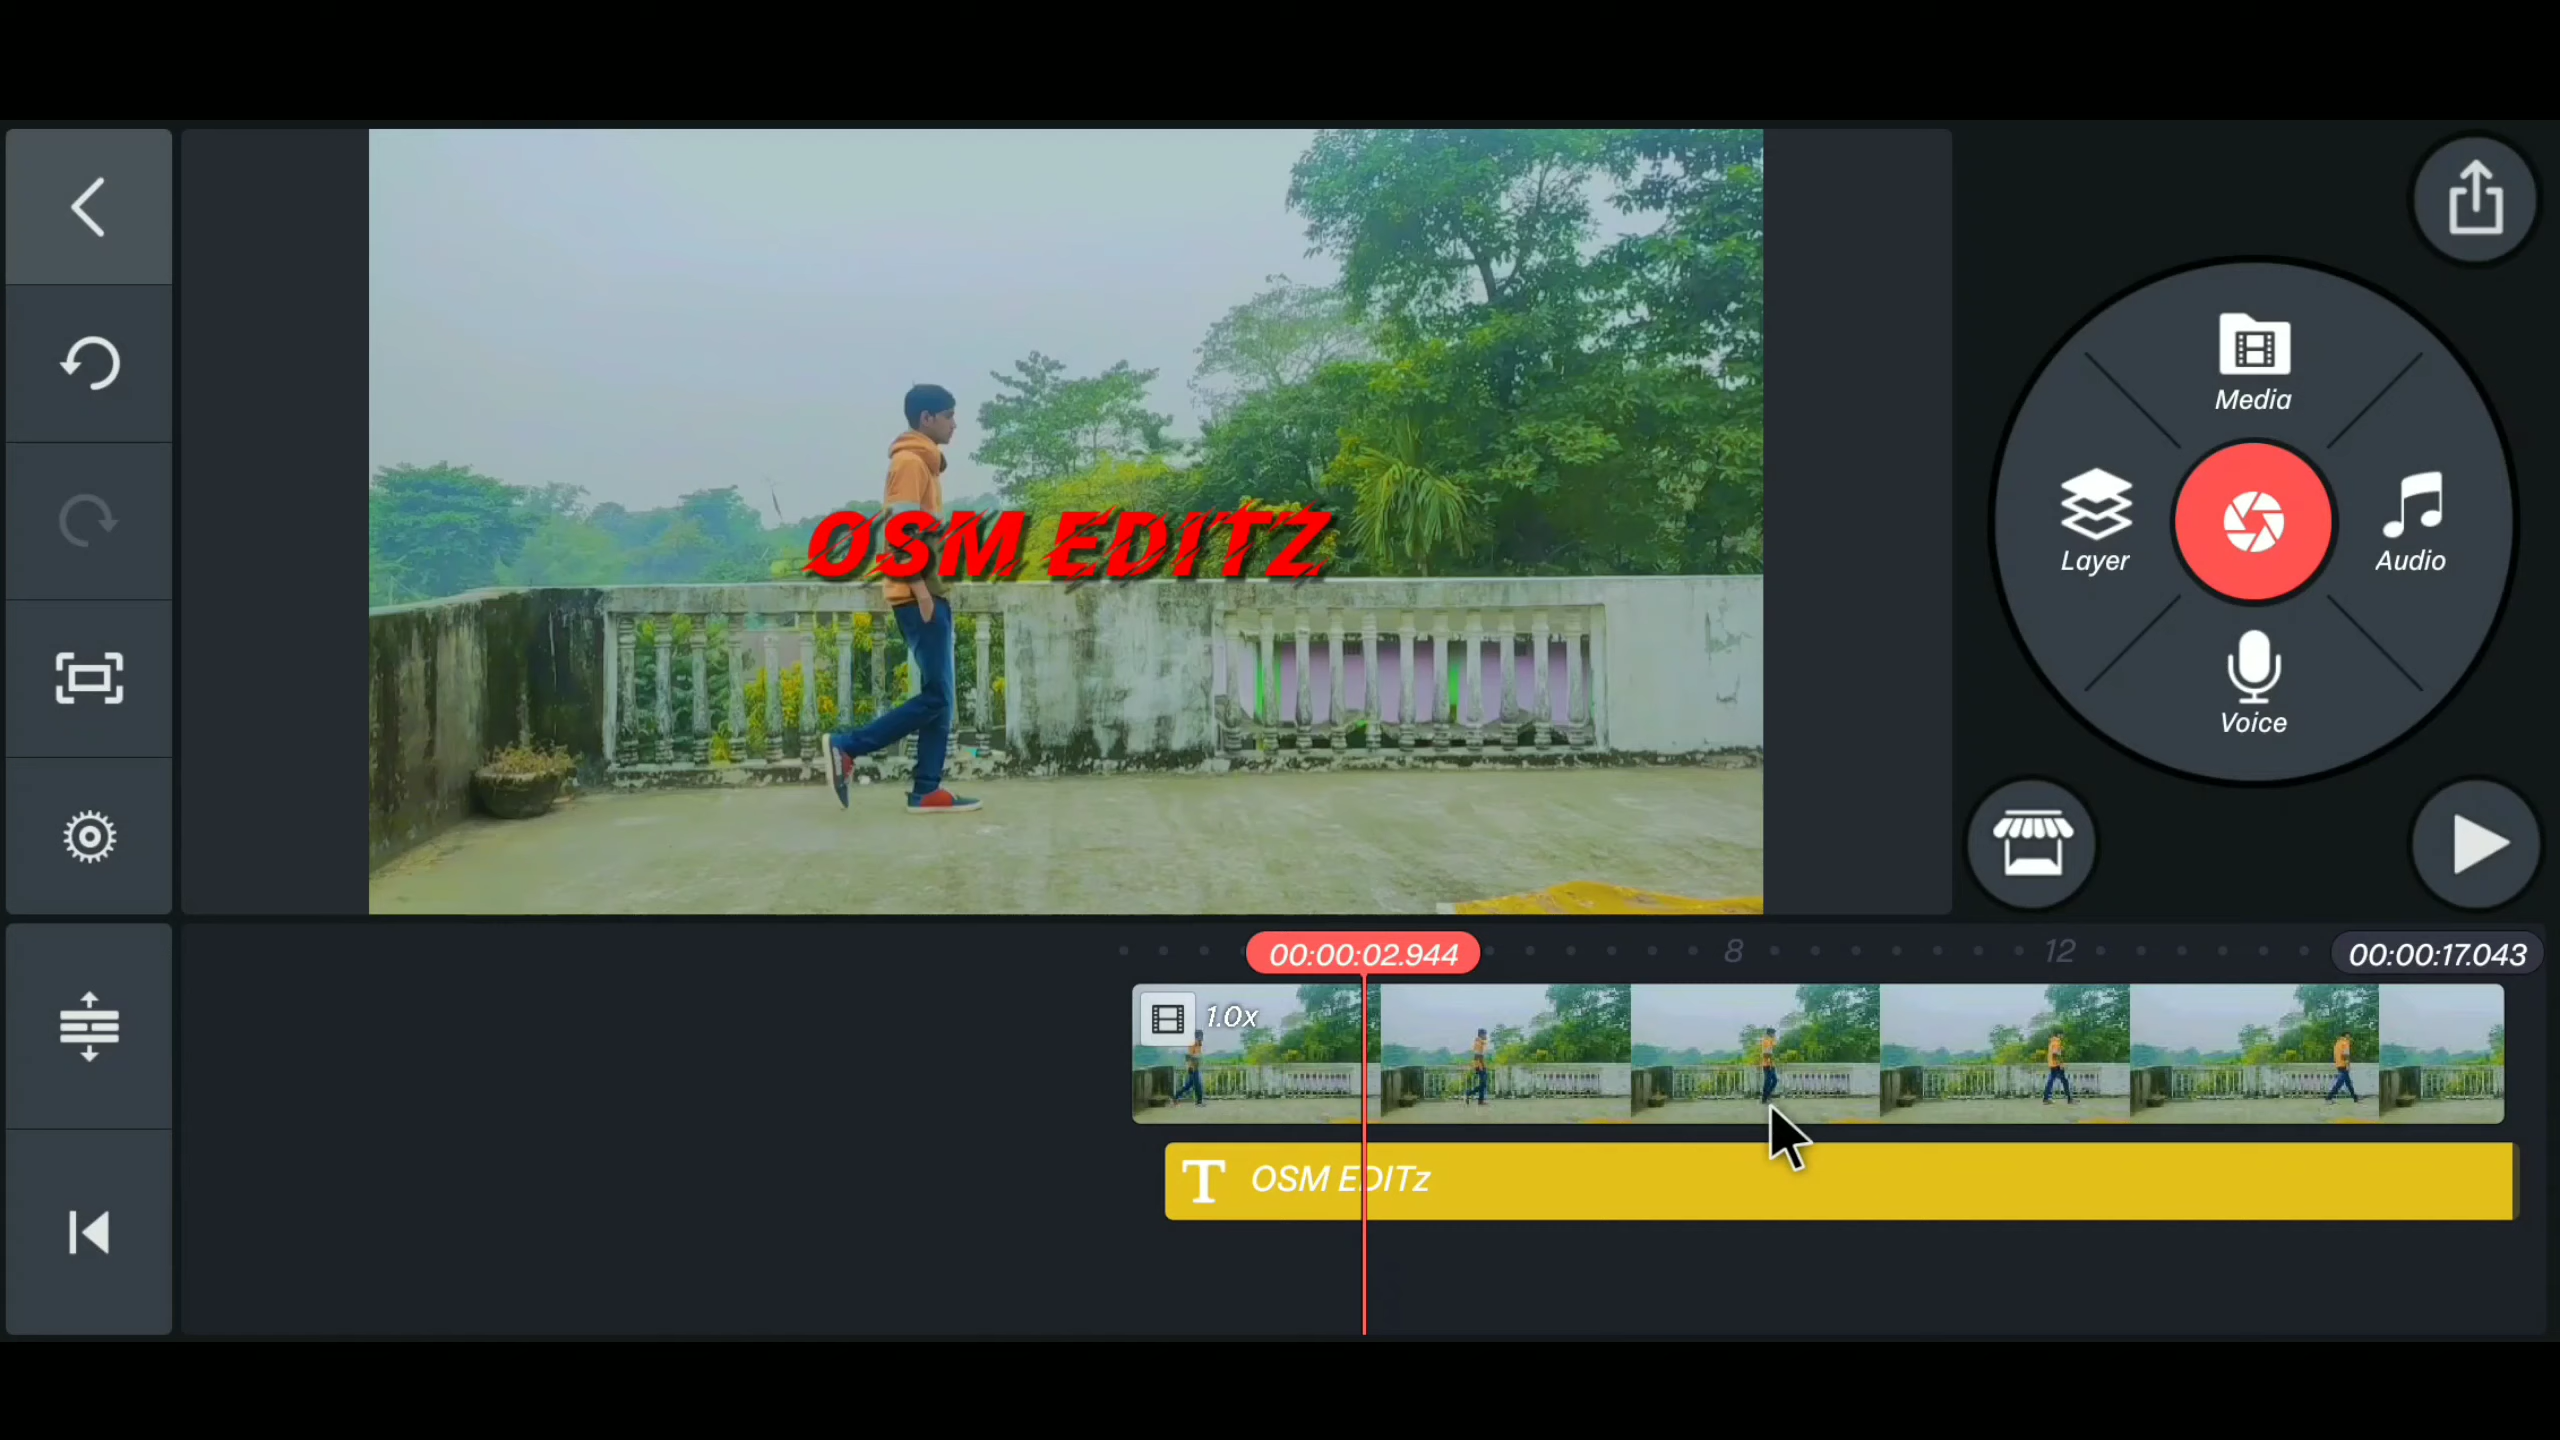 Media
OSM EDITZ
Layer
Audio
Voice
00:00:02.944
8
12
00:00:17.043
1.0x
T OSM EDITz